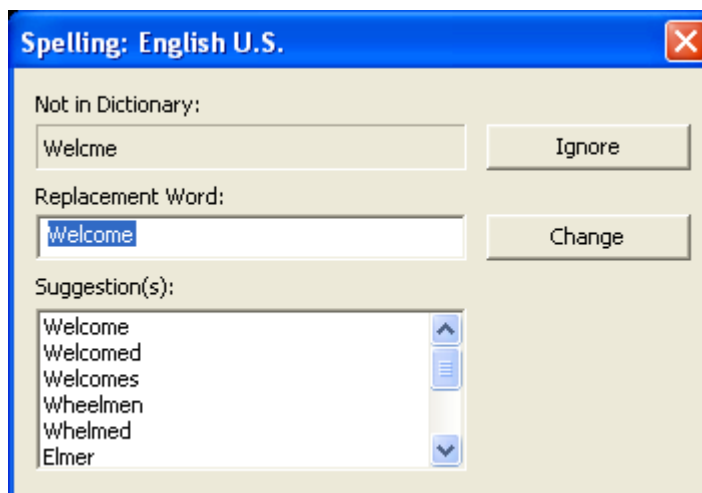 Spelling: English U.S.
Not in Dictionary:
Welcme
Ignore
Replacement Word:
Welcome
Change
Suggestion(s):
Welcome
Welcomed
Welcomes
Wheelmen
Whelmed
Elmer